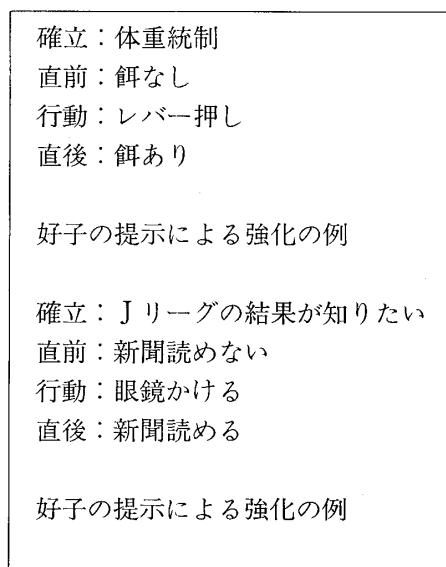 確立：体重統制
直前：餌なし
行動：レバー押し
直後：餌あり
好子の提示による強化の例
確立：Ｊリーグの結果が知りたい
直前：新聞読めない
行動：眼鏡かける
直後：新聞読める
好子の提示による強化の例